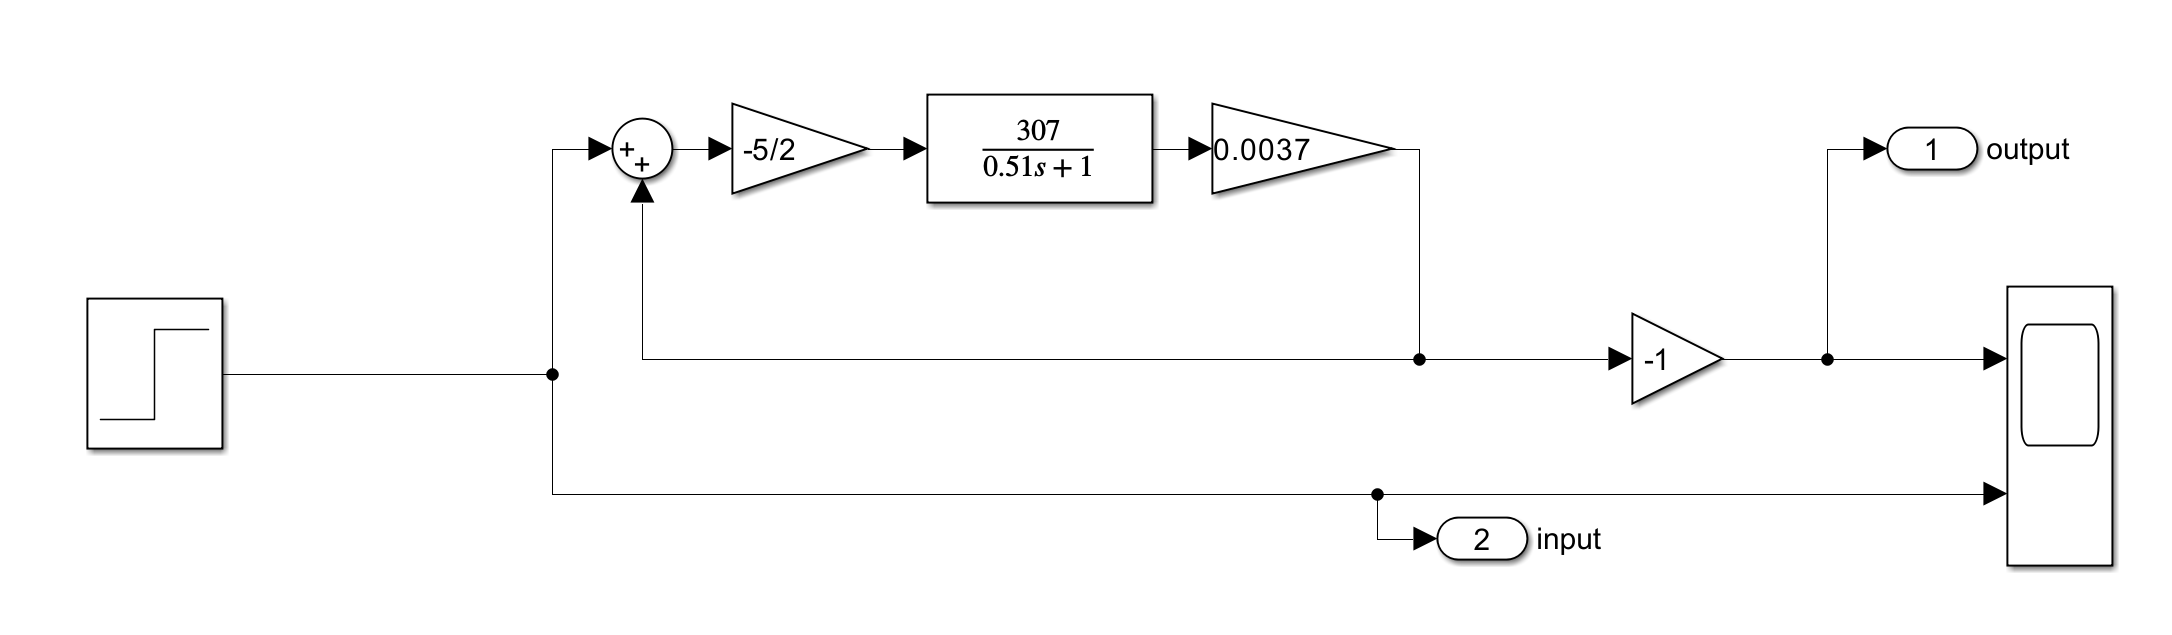 +
+
-5/2
307
0.51s + 1
0.0037
1
output
-1
2
input